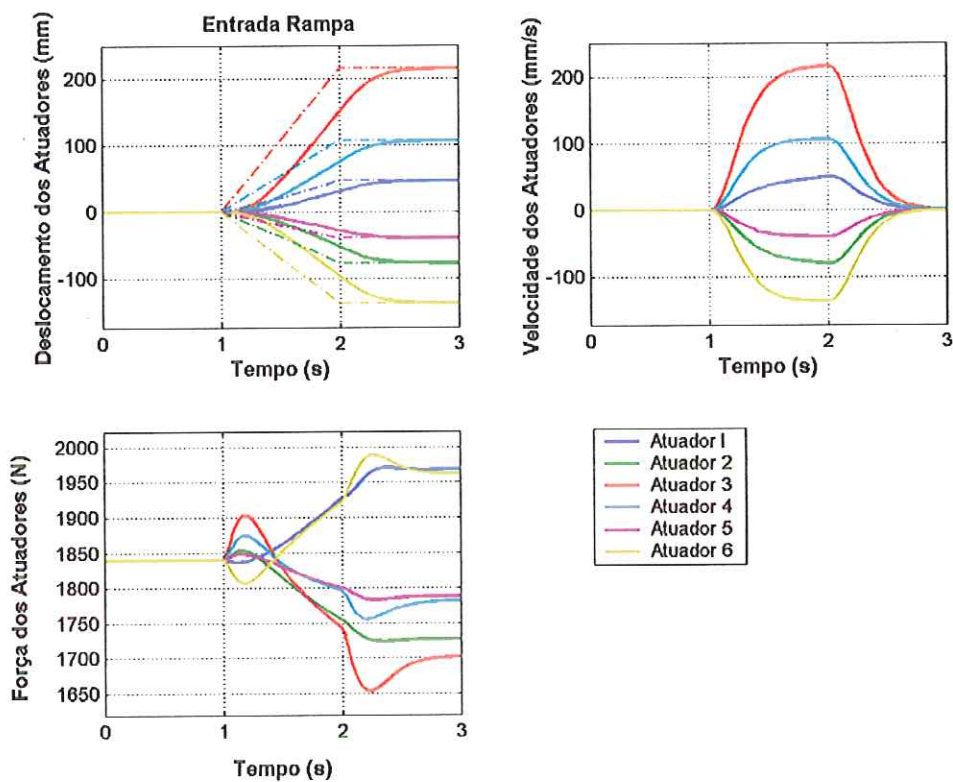 Entrada Rampa
Deslocamento dos Atuadores (mm)
200
100
0
-100
0 1 2 3
Tempo (s)
Velocidade dos Atuadores (mm/s)
200
100
0
-100
0 1 2 3
Tempo (s)
Força dos Atuadores (N)
2000
1950
1900
1850
1800
1750
1700
1650
0 1 2 3
Tempo (s)
Atuador I
Atuador 2
Atuador 3
Atuador 4
Atuador 5
Atuador 6